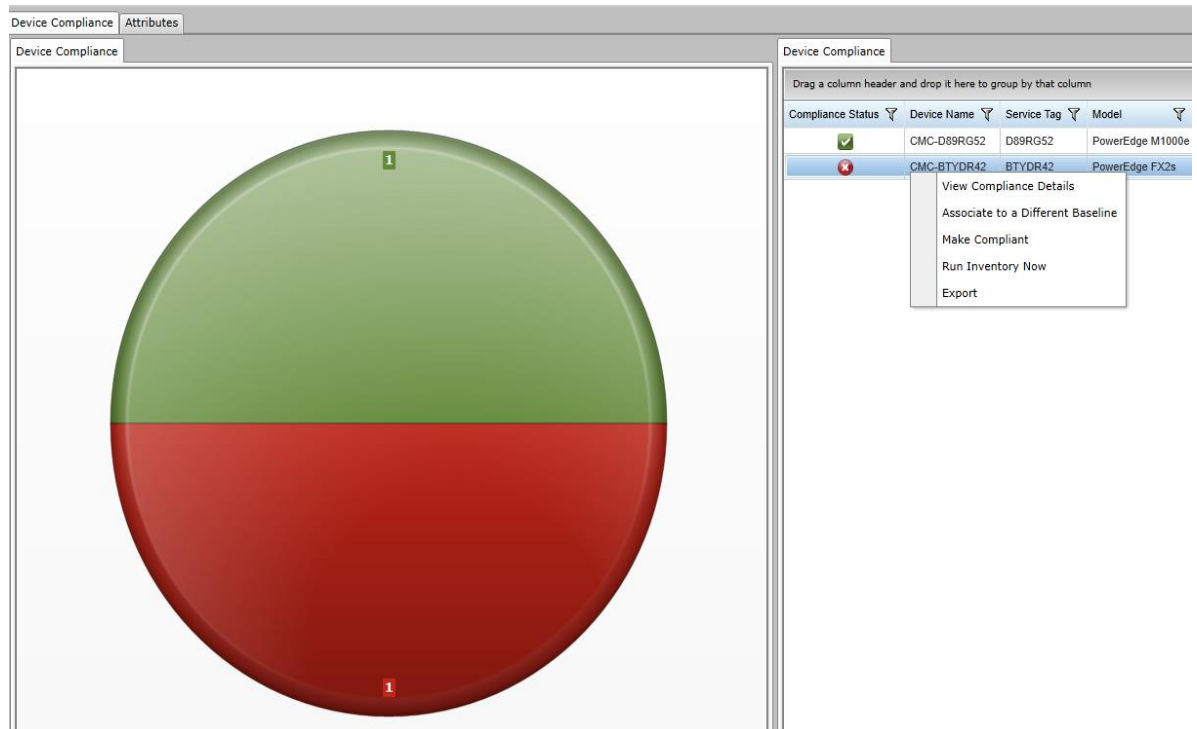 Device Compliance Attributes
Device Compliance
1
1
Device Compliance
Drag a column header and drop it here to group by that column
Compliance Status Device Name Service Tag Model
CMC-D89RG52 D89RG52 PowerEdge M1000e
CMC-BTYDR42 BTYDR42 PowerEdge FX2s
View Compliance Details
Associate to a Different Baseline
Make Compliant
Run Inventory Now
Export